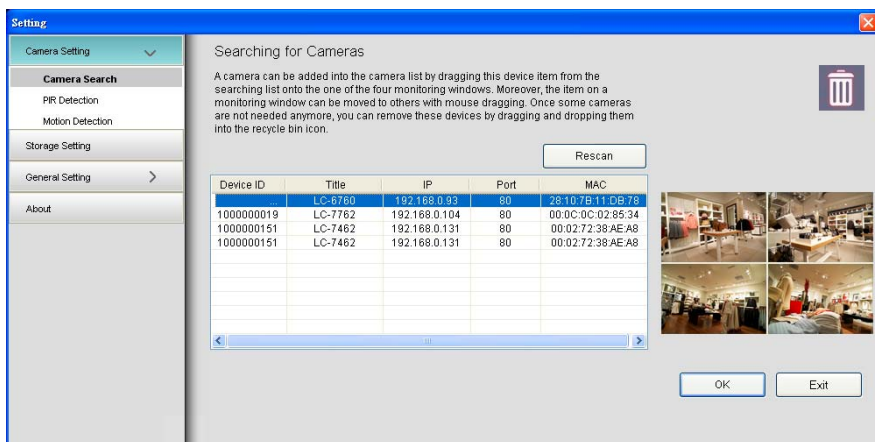 Setting
Camera Setting
Camera Search
PIR Detection
Motion Detection
Storage Setting
General Setting
About
Searching for Cameras
A camera can be added into the camera list by dragging this device item from the
searching list onto the one of the four monitoring windows. Moreover, the item on a
monitoring window can be moved to others with mouse dragging. Once some cameras
are not needed anymore, you can remove these devices by dragging and dropping them
into the recycle bin icon.
Rescan
Device ID Title IP Port MAC
... LC-6760 192.168.0.93 80 28:10:7B:11:DB:78
1000000019 LC-7762 192.168.0.104 80 00:0C:0C:02:85:34
1000000151 LC-7462 192.168.0.131 80 00:02:72:38:AE:A8
1000000151 LC-7462 192.168.0.131 80 00:02:72:38:AE:A8
OK Exit